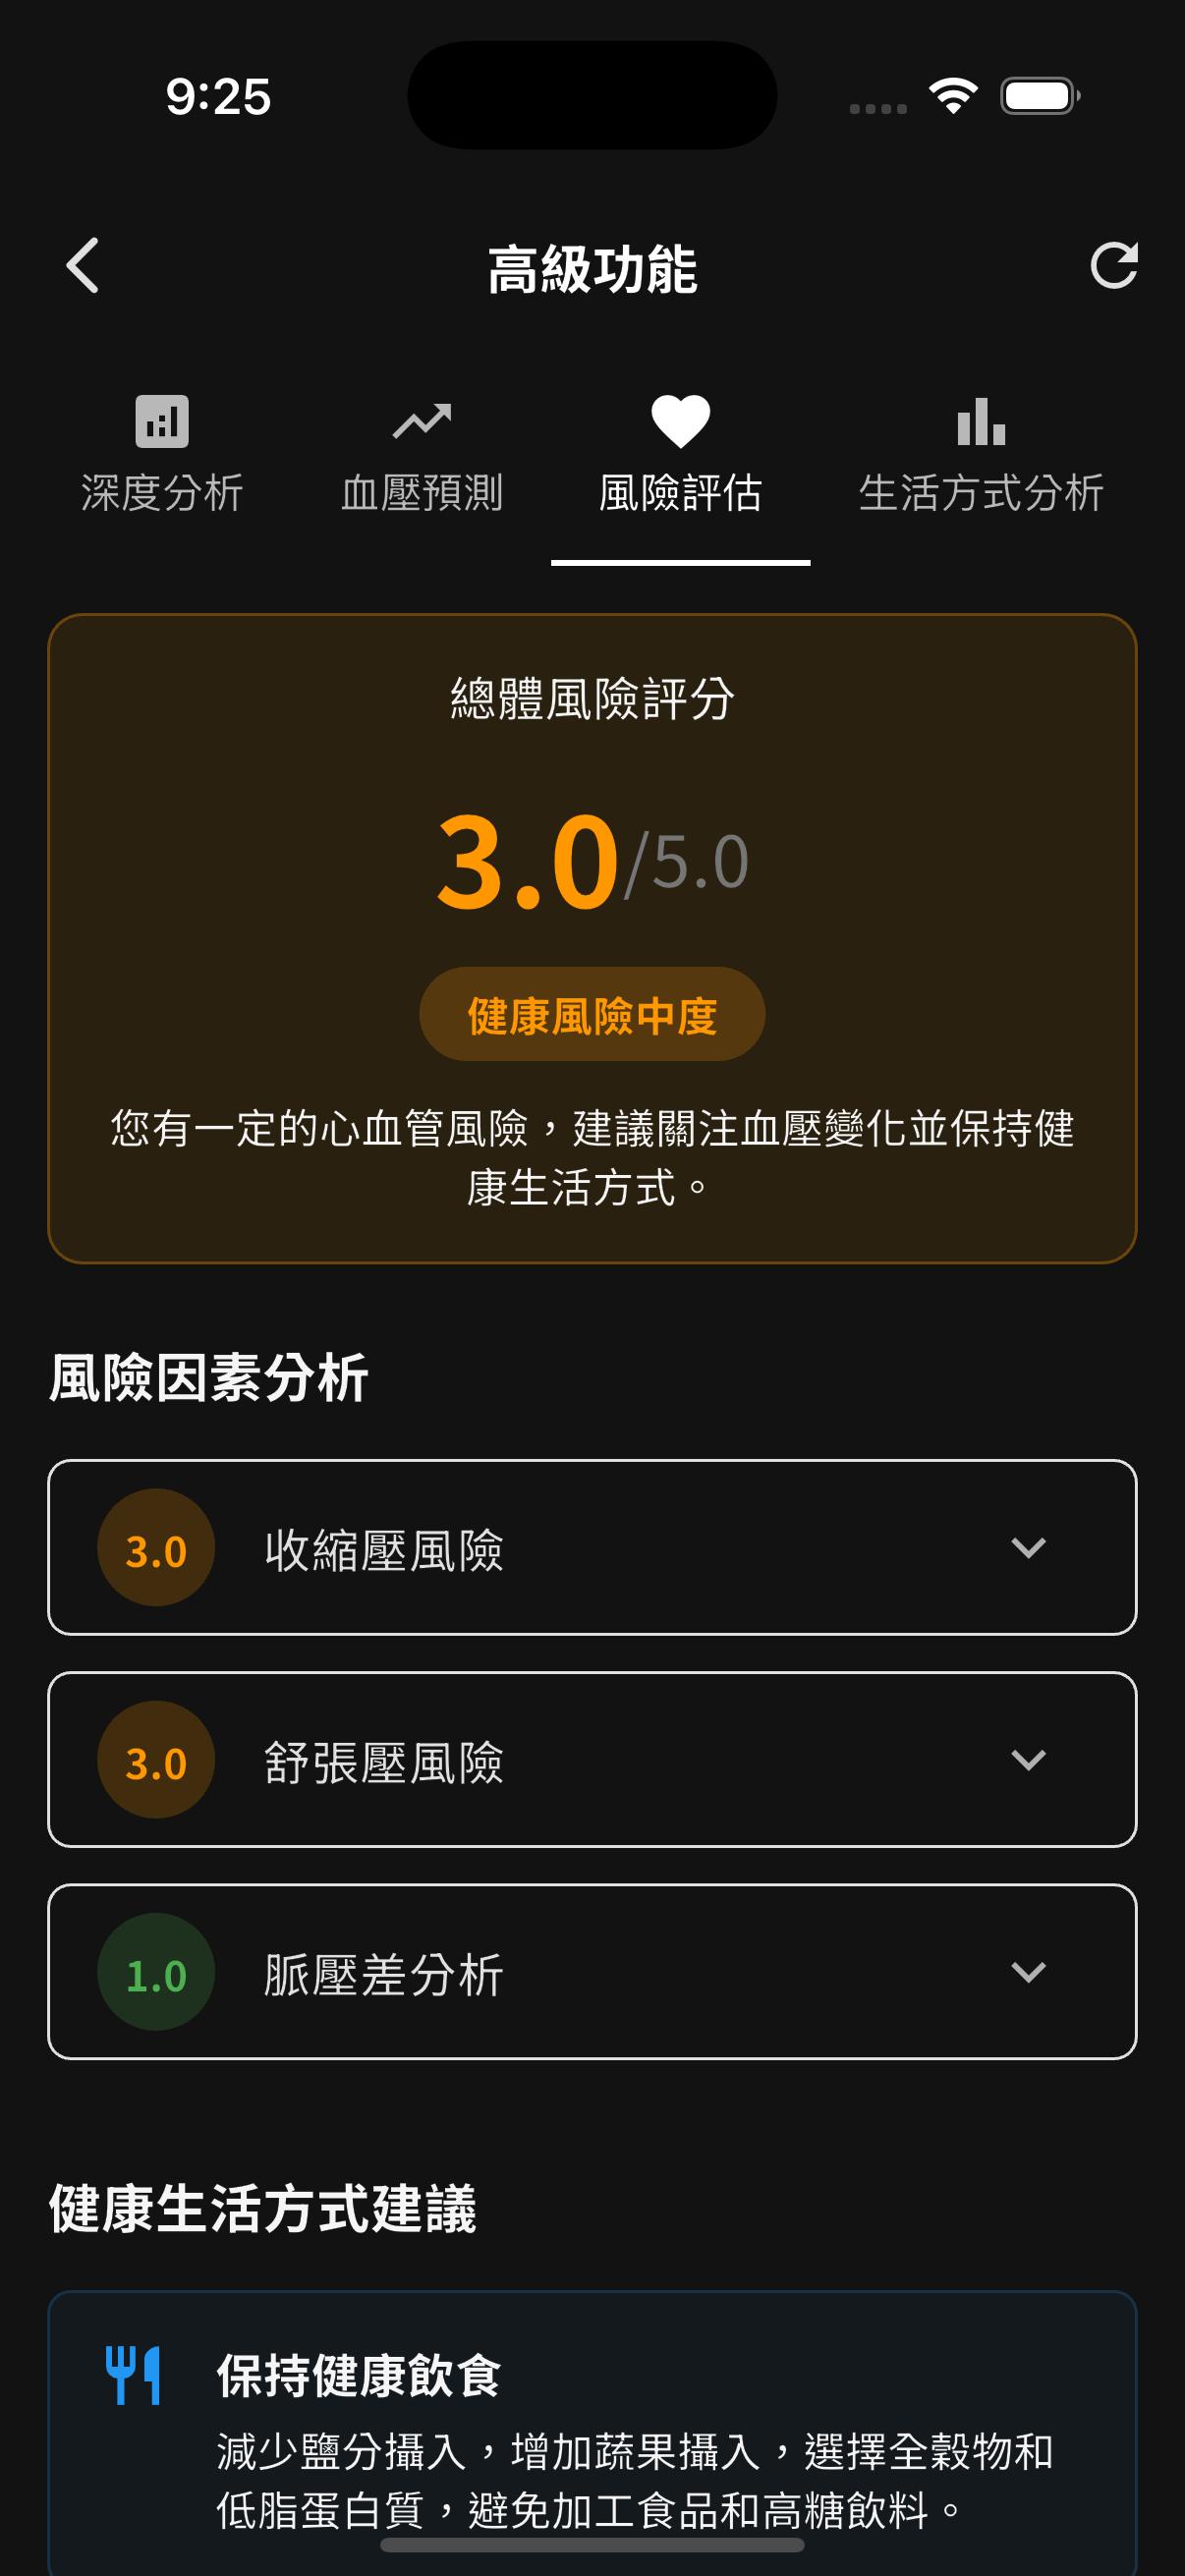 9:25
高級功能
深度分析
血壓預測
風險評估
生活方式分析
總體風險評分
3.0/5.0
健康風險中度
您有一定的心血管風險，建議關注血壓變化並保持健
康生活方式。
風險因素分析
3.0 收縮壓風險
3.0 舒張壓風險
1.0 脈壓差分析
健康生活方式建議
保持健康飲食
減少鹽分攝入，增加蔬果攝入，選擇全穀物和
低脂蛋白質，避免加工食品和高糖飲料。